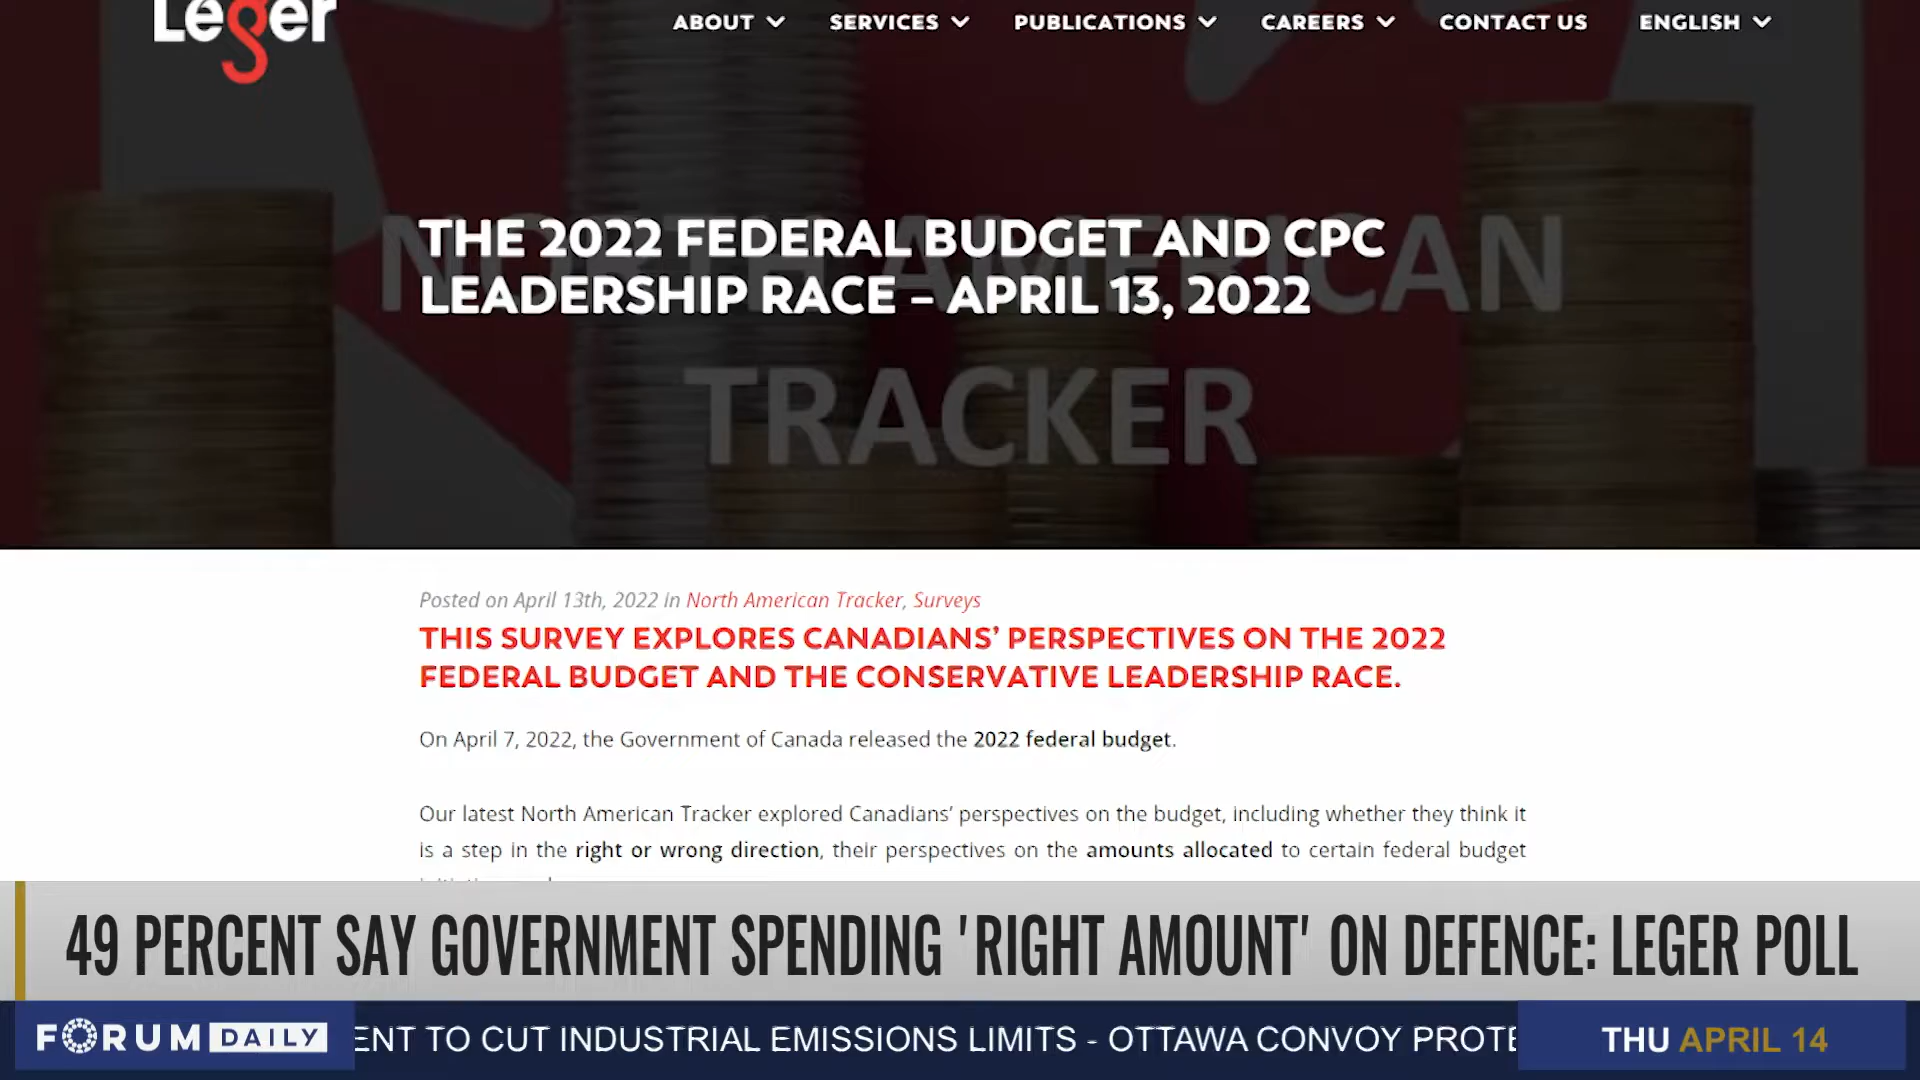 Leger
ABOUT SERVICES PUBLICATIONS CAREERS CONTACT US ENGLISH
NORTH AMERICAN
TRACKER
THE 2022 FEDERAL BUDGET AND CPC
LEADERSHIP RACE – APRIL 13, 2022
Posted on April 13th, 2022 in North American Tracker, Surveys
THIS SURVEY EXPLORES CANADIANS’ PERSPECTIVES ON THE 2022
FEDERAL BUDGET AND THE CONSERVATIVE LEADERSHIP RACE.
On April 7, 2022, the Government of Canada released the 2022 federal budget.
Our latest North American Tracker explored Canadians’ perspectives on the budget, including whether they think it
is a step in the right or wrong direction, their perspectives on the amounts allocated to certain federal budget
49 PERCENT SAY GOVERNMENT SPENDING 'RIGHT AMOUNT' ON DEFENCE: LEGER POLL
FORUM DAILY
ENT TO CUT INDUSTRIAL EMISSIONS LIMITS - OTTAWA CONVOY PROTE
THU APRIL 14